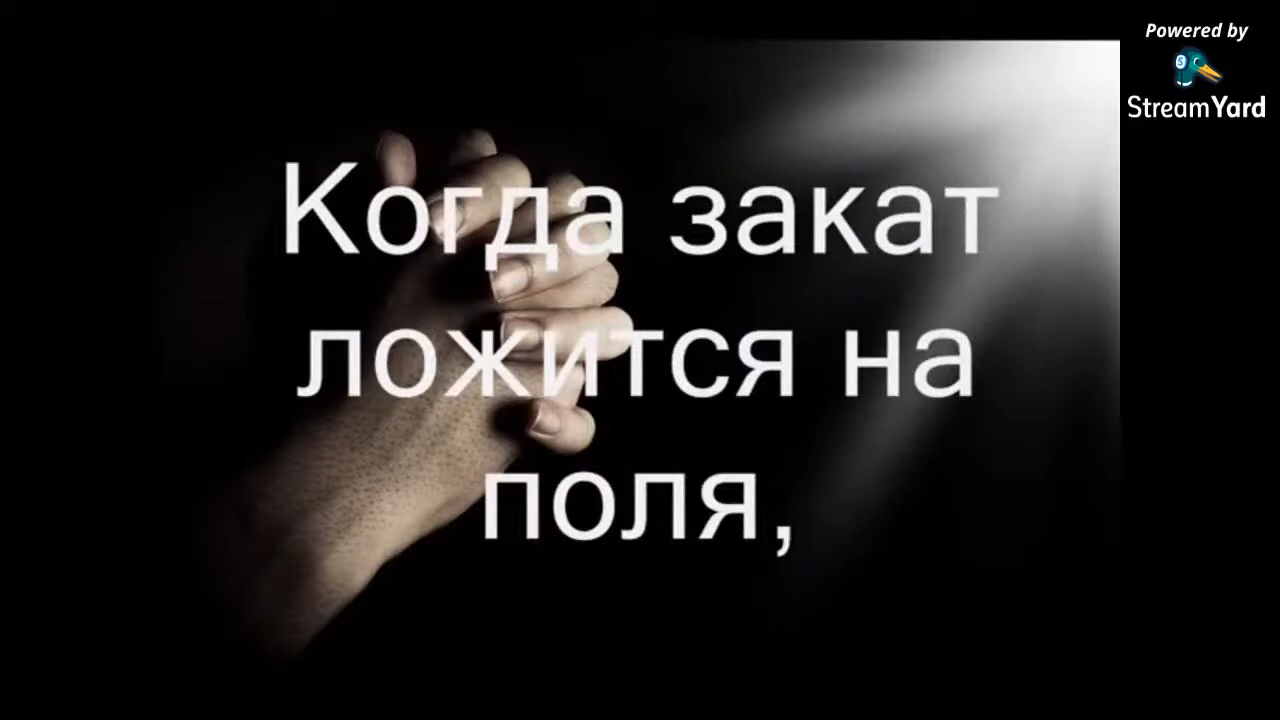 Powered by
StreamYard
Когда закат
ложится на
поля,